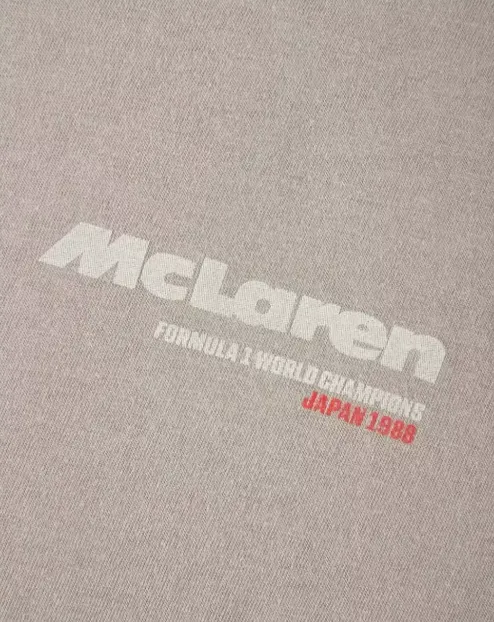 McLaren
FORMULA 1 WORLD CHAMPIONS
JAPAN 1988